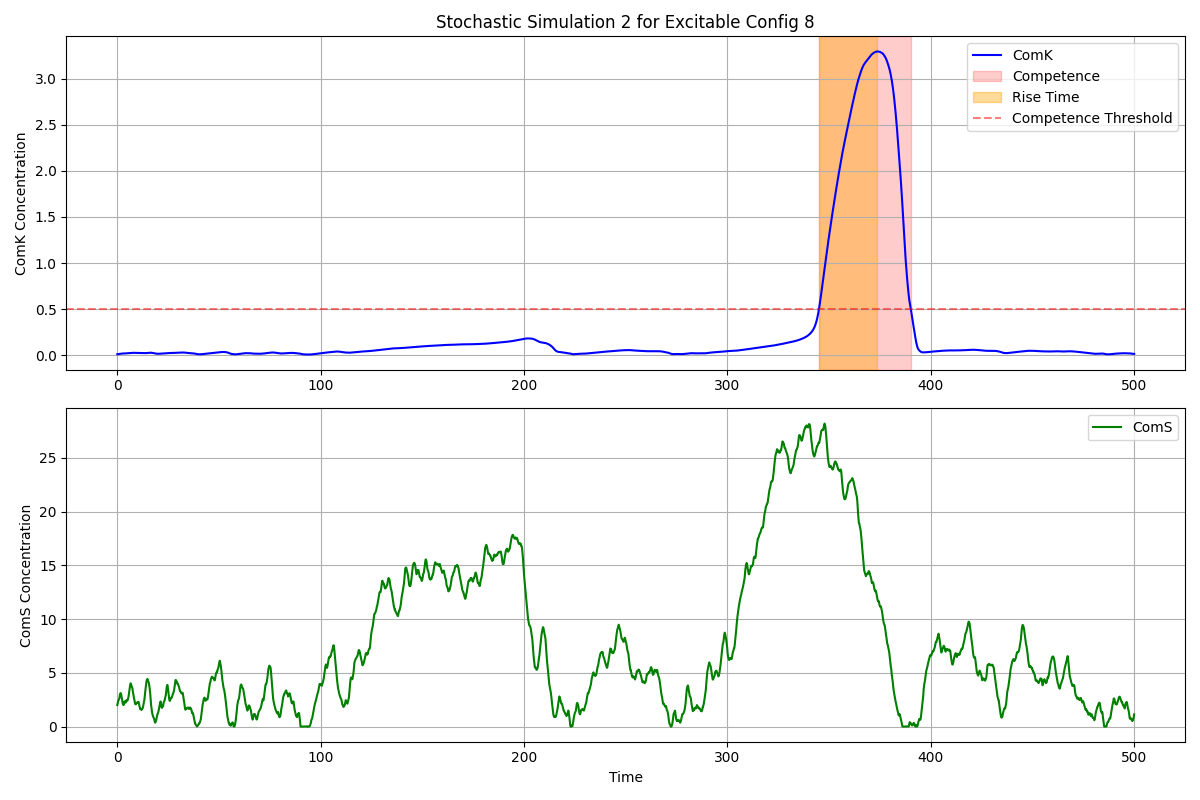 Stochastic Simulation 2 for Excitable Config 8
ComK Concentration
3.0
2.5
2.0
1.5
1.0
0.5
0.0
ComK
Competence
Rise Time
Competence Threshold
0 100 200 300 400 500
ComS Concentration
25
20
15
10
5
0
ComS
0 100 200 300 400 500
Time